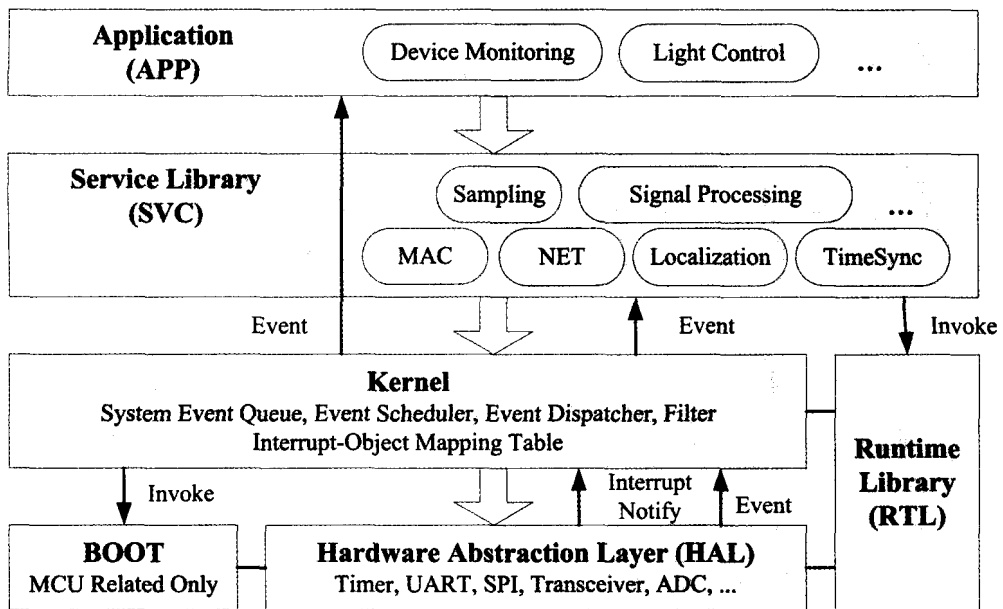 Application
(APP)
Device Monitoring
Light Control
...
Service Library
(SVC)
Sampling
Signal Processing
...
MAC
NET
Localization
TimeSync
Event
Event
Invoke
Kernel
System Event Queue, Event Scheduler, Event Dispatcher, Filter
Interrupt-Object Mapping Table
Runtime
Library
(RTL)
Invoke
Interrupt
Notify
Event
BOOT
MCU Related Only
Hardware Abstraction Layer (HAL)
Timer, UART, SPI, Transceiver, ADC, ...